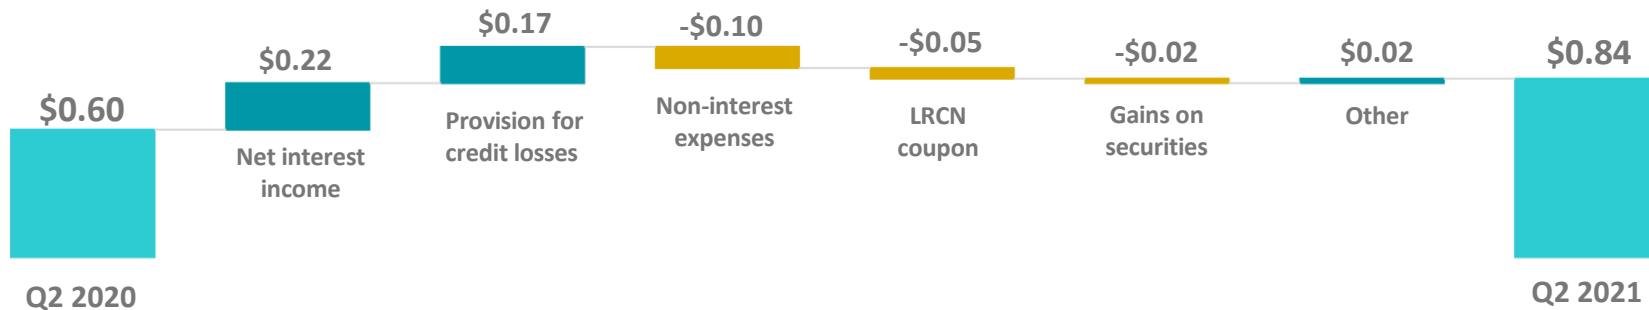 $0.60
Q2 2020
$0.22
Net interest
income
$0.17
Provision for
credit losses
-$0.10
Non-interest
expenses
-$0.05
LRCN
coupon
-$0.02
Gains on
securities
$0.02
Other
$0.84
Q2 2021